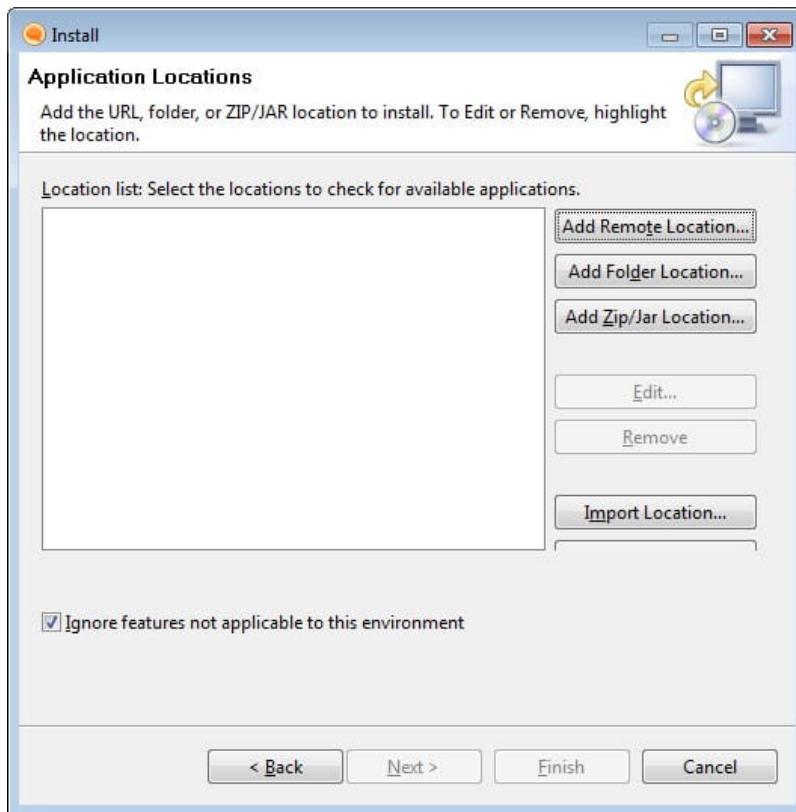 Install
Application Locations
Add the URL, folder, or ZIP/JAR location to install. To Edit or Remove, highlight
the location.
Location list: Select the locations to check for available applications.
Add Remote Location...
Add Folder Location...
Add Zip/Jar Location...
Edit...
Remove
Import Location...
Ignore features not applicable to this environment
< Back
Next >
Finish
Cancel